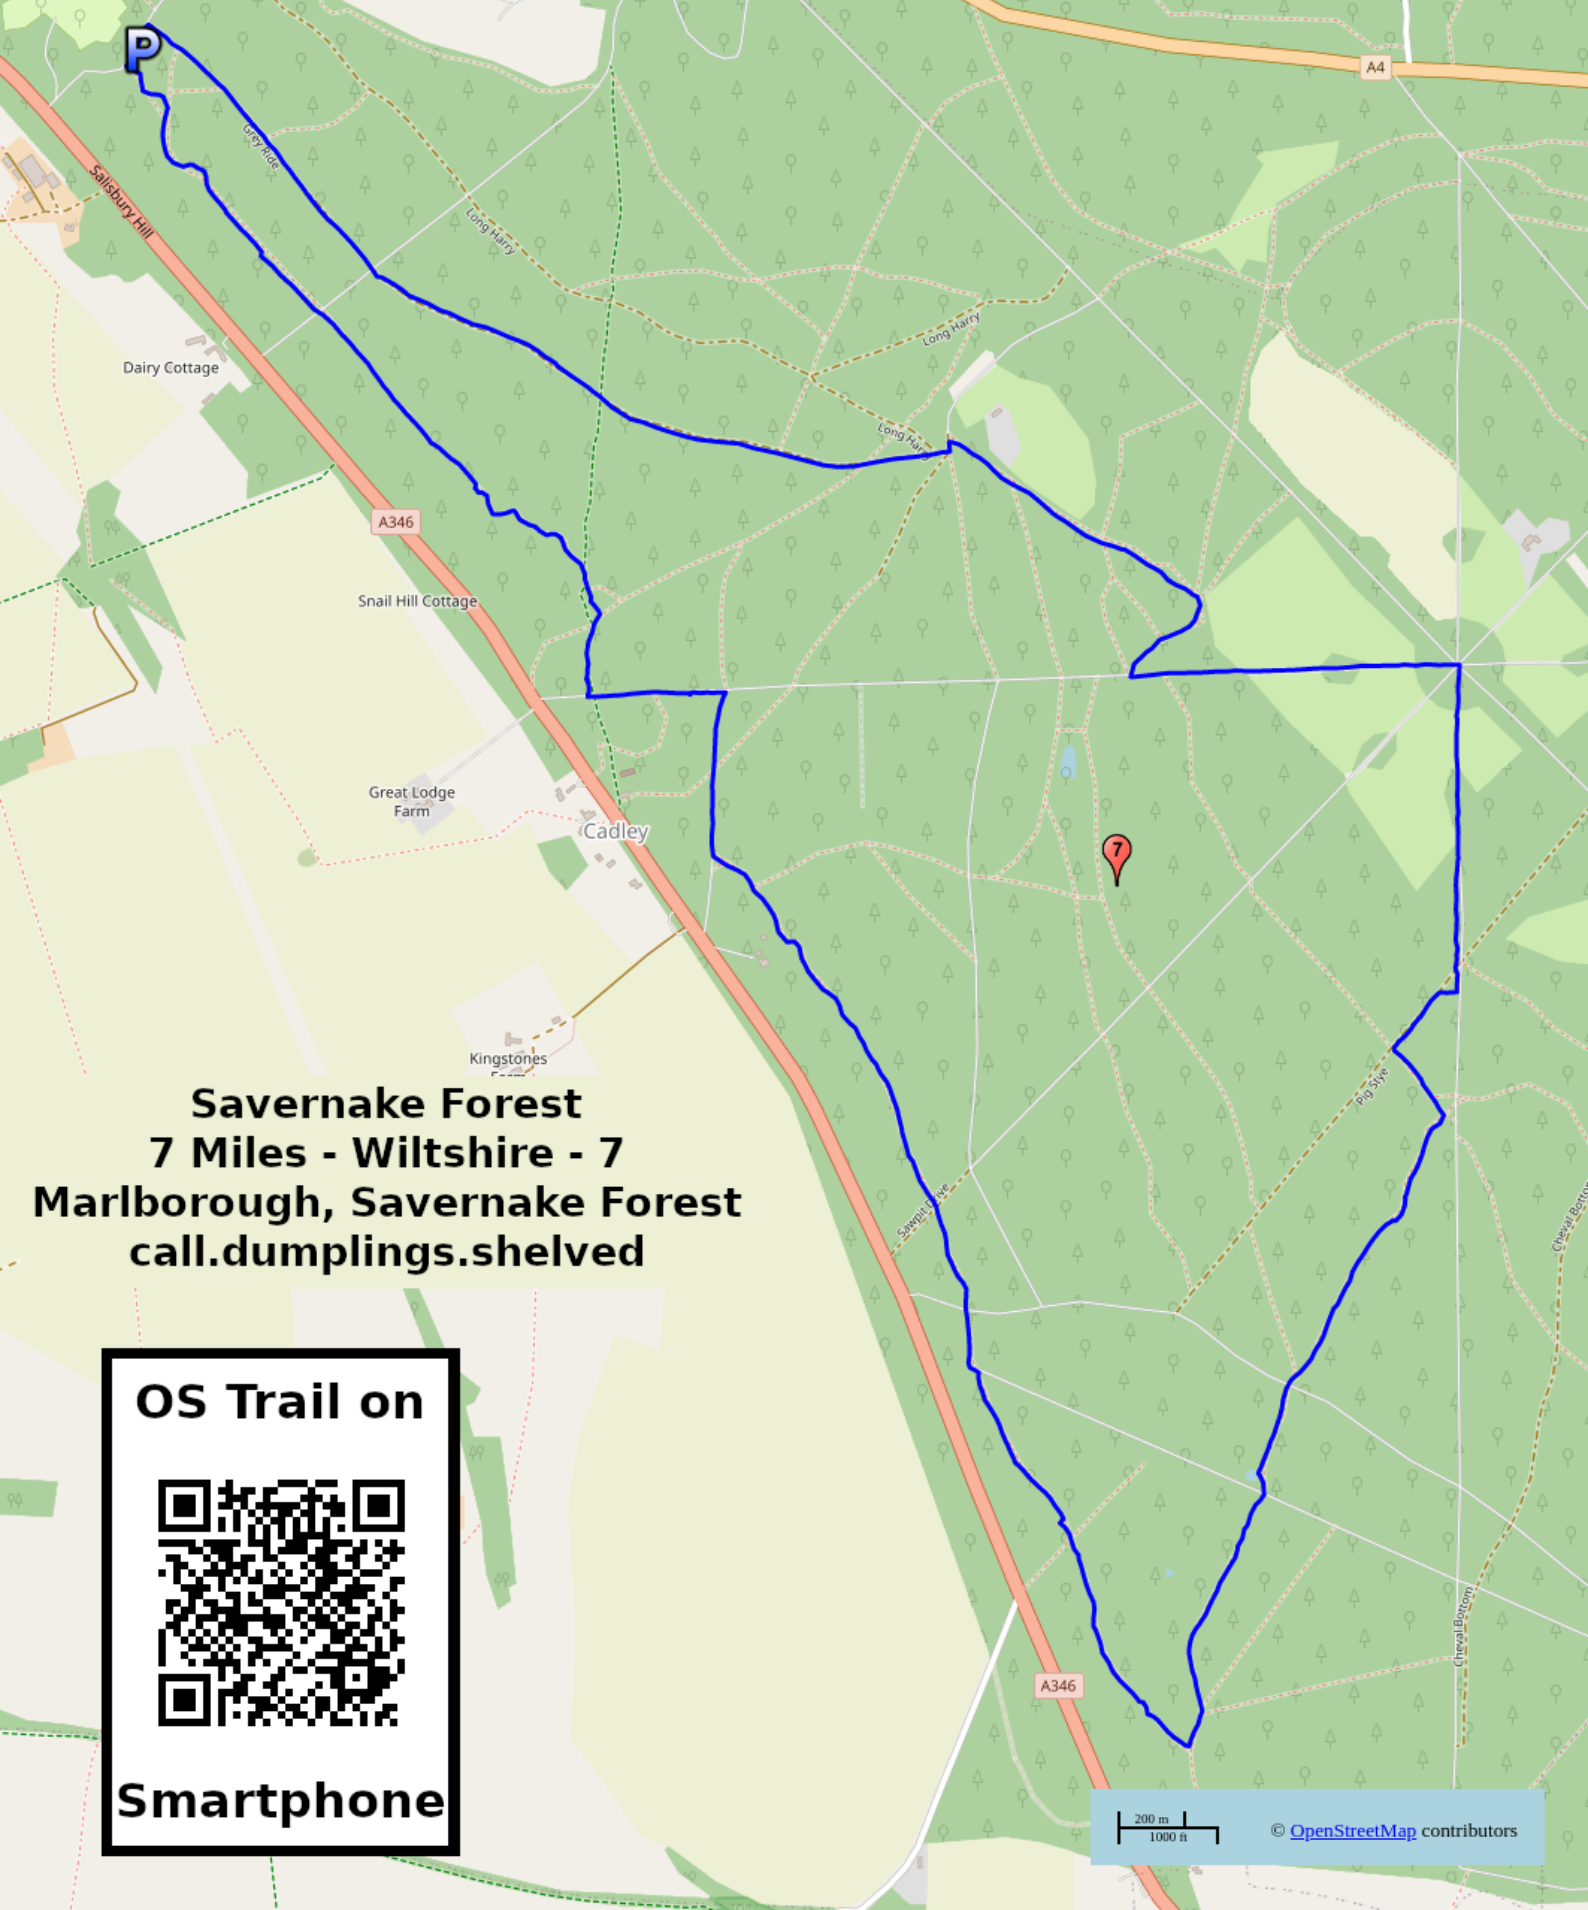 P
A4
Grey Ride
Salisbury Hill
Long Harry
Long Harry
Dairy Cottage
Long Harry
A346
Snail Hill Cottage
Great Lodge
Farm
Cadley
7
Kingstones
Farm
Pig Stye
Savernake Forest
7 Miles - Wiltshire - 7
Marlborough, Savernake Forest
call.dumplings.shelved
Sawpit Drive
Cheval Bottom
OS Trail on
Smartphone
Cheval Bottom
A346
200 m
1000 ft
© OpenStreetMap contributors